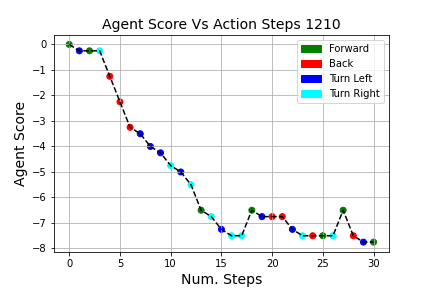 Agent Score Vs Action Steps 1210
Forward
Back
Turn Left
Turn Right
Agent Score
0
−1
−2
−3
−4
−5
−6
−7
−8
0 5 10 15 20 25 30
Num. Steps